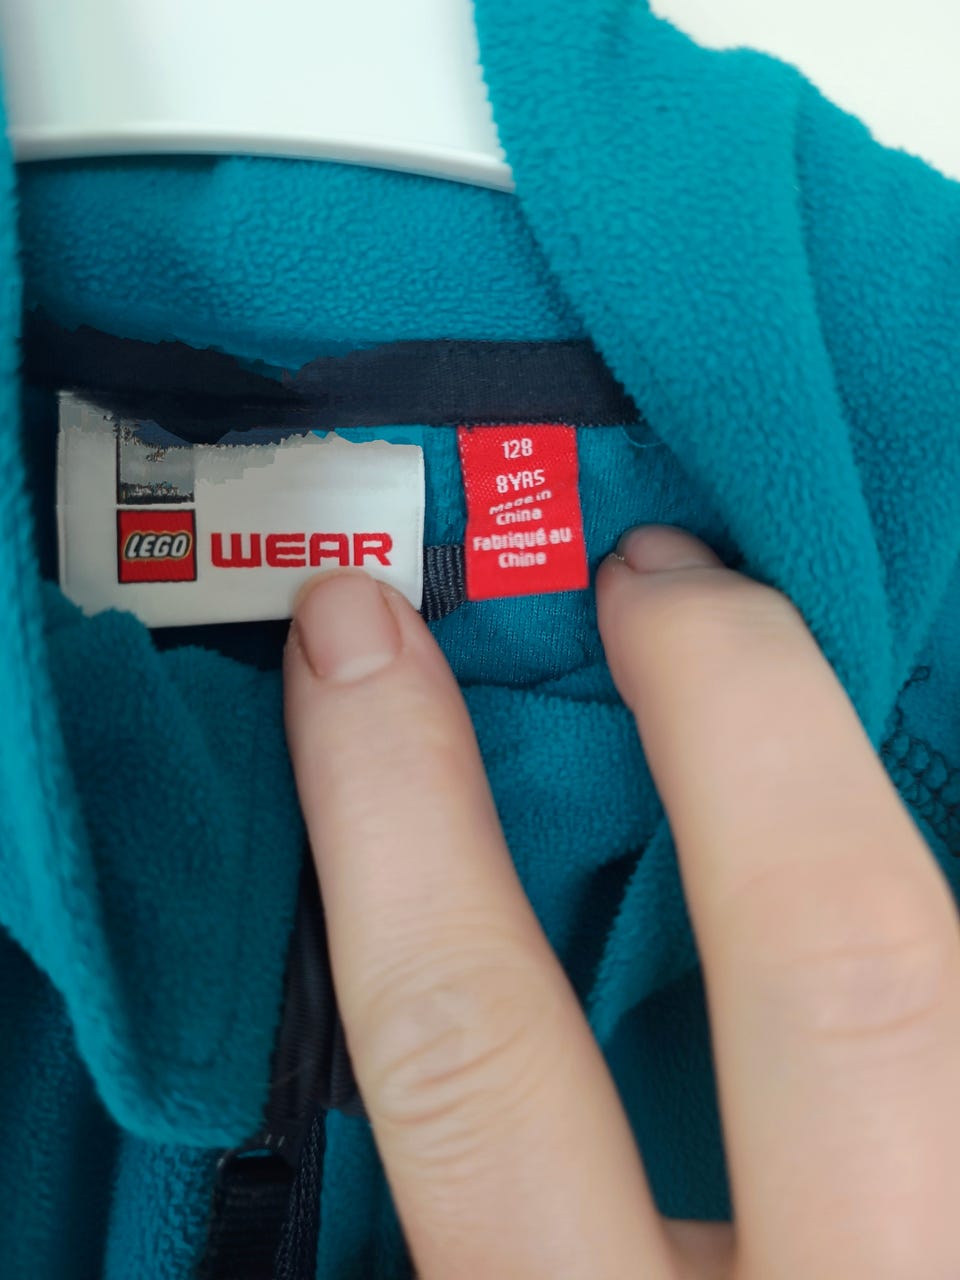 LEGO WEAR
128
8YRS
Made in
China
Fabriqué au
Chine